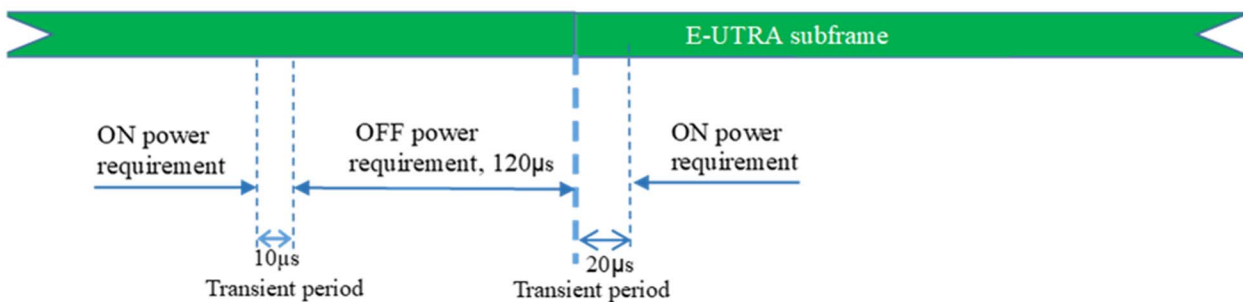 E-UTRA subframe
ON power
requirement
OFF power
requirement, 120μs
ON power
requirement
10μs
Transient period
20μs
Transient period